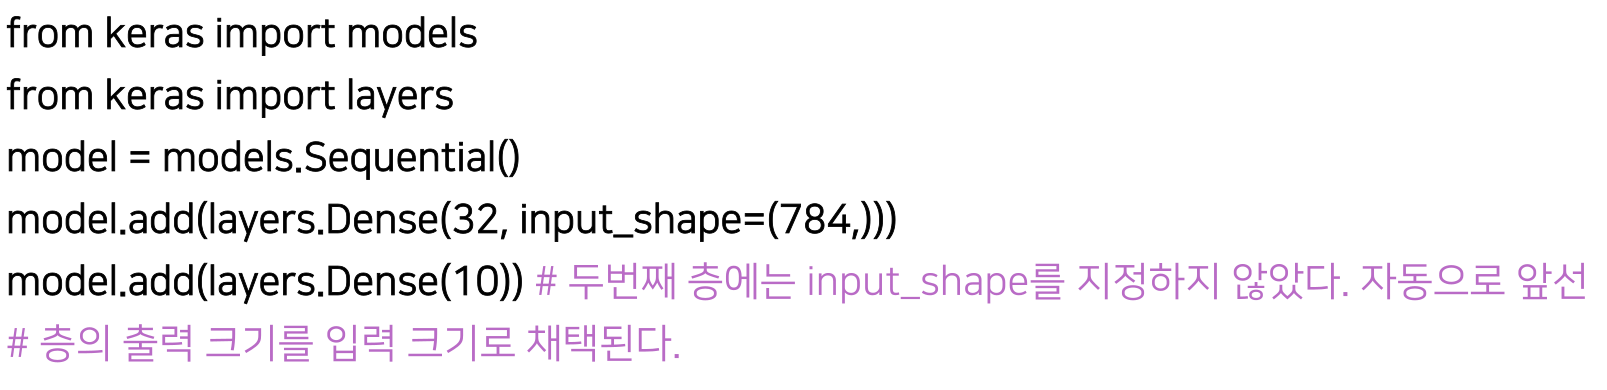 from keras import models
from keras import layers
model = models.Sequential()
model.add(layers.Dense(32, input_shape=(784,)))
model.add(layers.Dense(10)) # 두번째 층에는 input_shape를 지정하지 않았다. 자동으로 앞선
# 층의 출력 크기를 입력 크기로 채택된다.